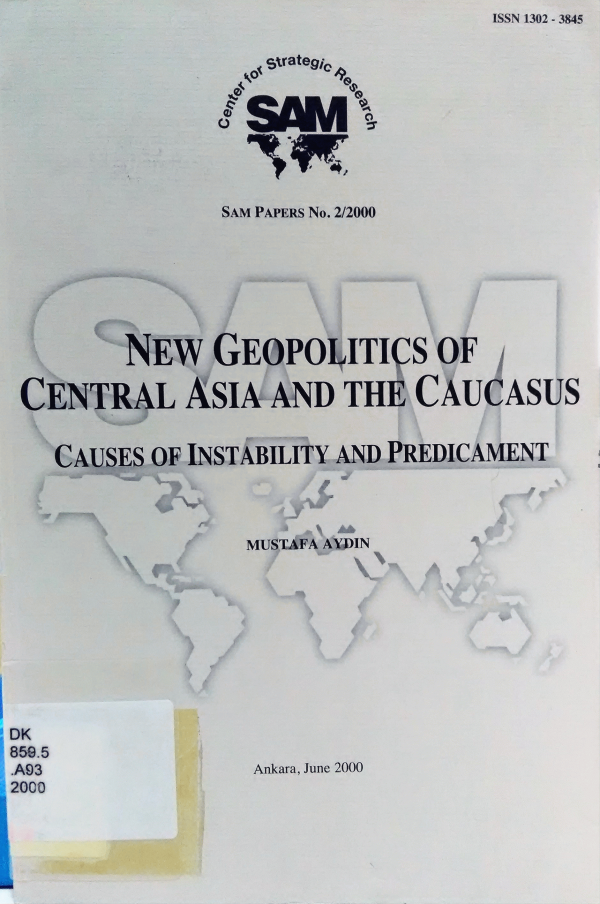 ISSN 1302 - 3845
Center for Strategic Research
SAM
SAM PAPERS NO. 2/2000
SAM
NEW GEOPOLITICS OF
CENTRAL ASIA AND THE CAUCASUS
CAUSES OF INSTABILITY AND PREDICAMENT
MUSTAFA AYDIN
DK
859.5
.A93
2000
Ankara, June 2000